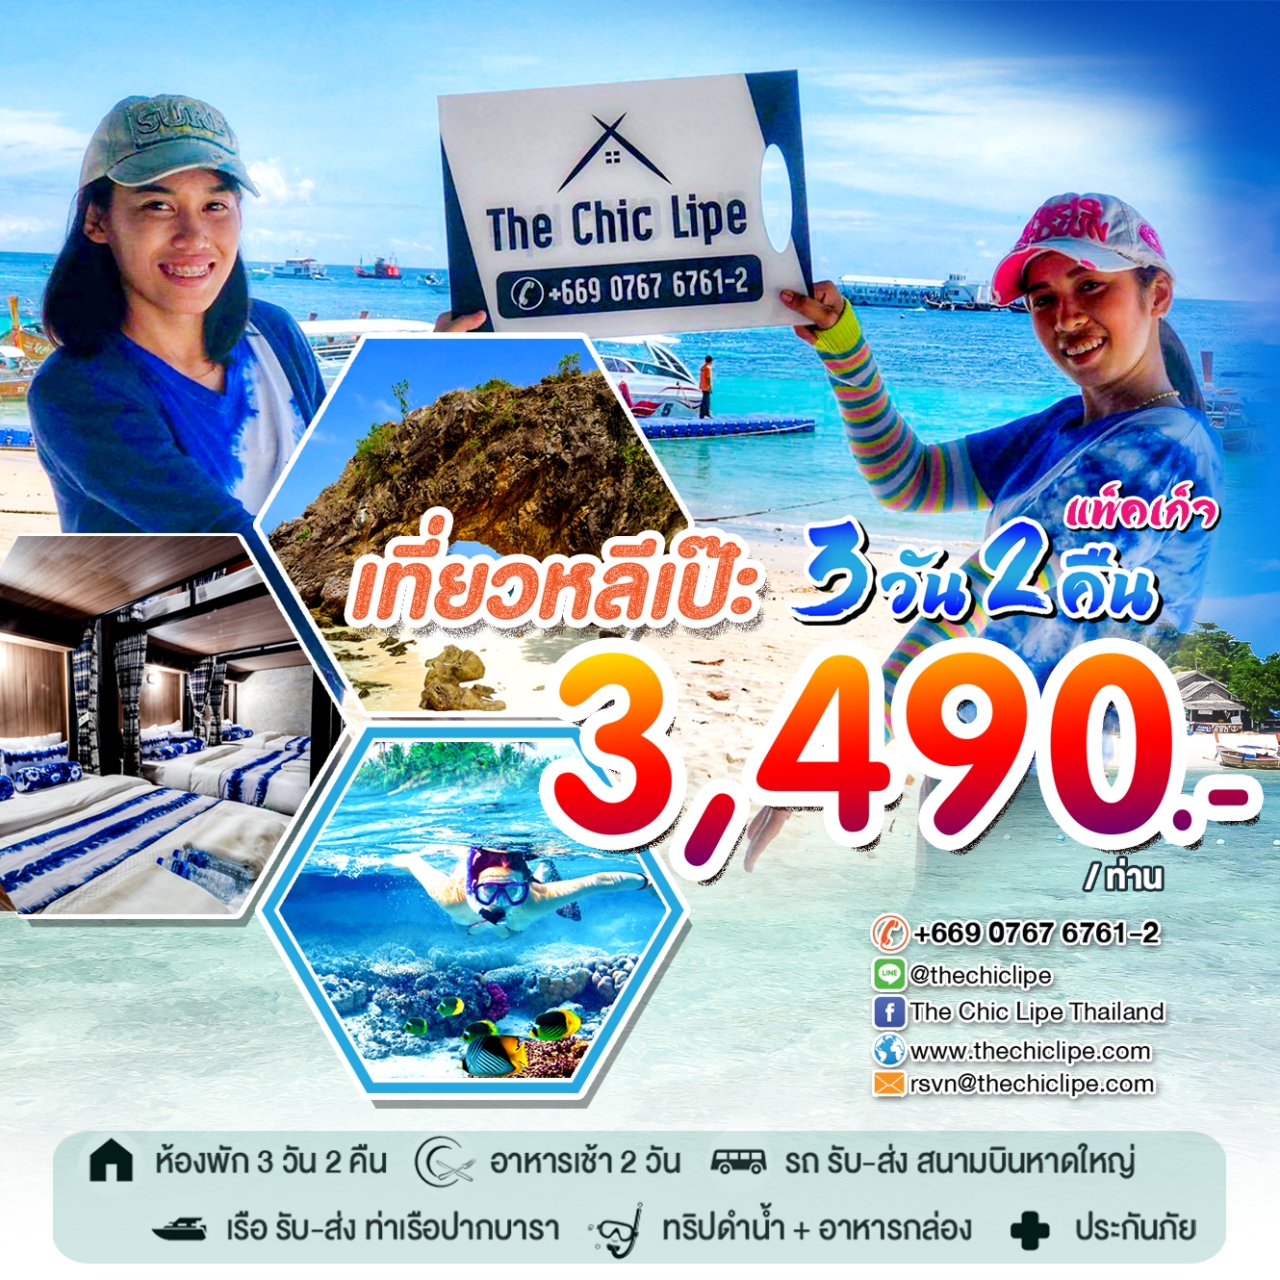 SURF
The Chic Lipe
+669 0767 6761-2
แพ็คเก็จ
เที่ยวหลีเป๊ะ 3 วัน 2 คืน
3,490.-
/ ท่าน
+669 0767 6761-2
LINE @thechiclipe
f The Chic Lipe Thailand
www.thechiclipe.com
rsvn@thechiclipe.com
ห้องพัก 3 วัน 2 คืน อาหารเช้า 2 วัน รถ รับ-ส่ง สนามบินหาดใหญ่
เรือ รับ-ส่ง ท่าเรือปากบารา ทริปดำน้ำ + อาหารกล่อง ประกันภัย